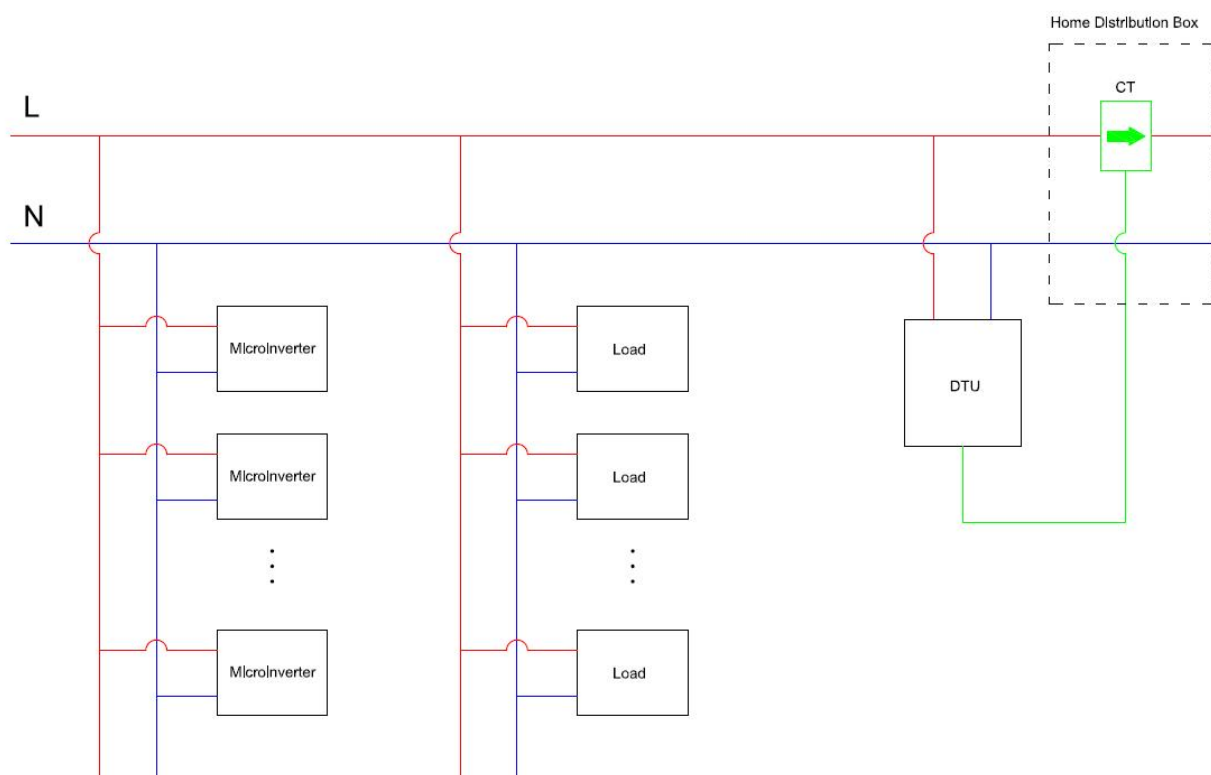 Home Distribution Box
CT
L
N
MicroInverter
Load
DTU
MicroInverter
Load
MicroInverter
Load